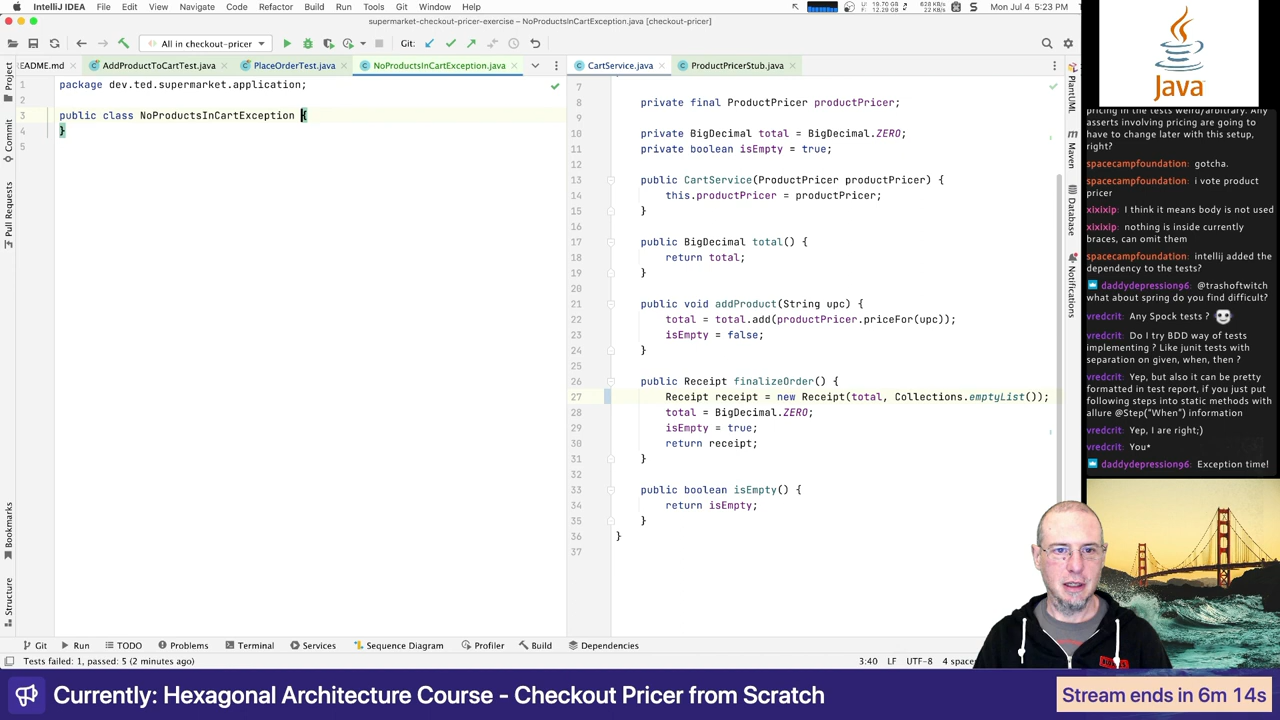 IntelliJ IDEA File Edit View Navigate Code Refactor Build Run Tools Git Window Help
Mon Jul 4 5:23 PM
supermarket-checkout-pricer-exercise – NoProductsInCartException.java [checkout-pricer]
All in checkout-pricer
Git:
EADME.md
AddProductToCartTest.java
PlaceOrderTest.java
NoProductsInCartException.java
CartService.java
ProductPricerStub.java
Project
Commit
Pull Requests
Bookmarks
Structure
1 package dev.ted.supermarket.application;
2
3 public class NoProductsInCartException {
4 }
5
7
8 private final ProductPricer productPricer;
9
10 private BigDecimal total = BigDecimal.ZERO;
11 private boolean isEmpty = true;
12
13 public CartService(ProductPricer productPricer) {
14 this.productPricer = productPricer;
15 }
16
17 public BigDecimal total() {
18 return total;
19 }
20
21 public void addProduct(String upc) {
22 total = total.add(productPricer.priceFor(upc));
23 isEmpty = false;
24 }
25
26 public Receipt finalizeOrder() {
27 Receipt receipt = new Receipt(total, Collections.emptyList());
28 total = BigDecimal.ZERO;
29 isEmpty = true;
30 return receipt;
31 }
32
33 public boolean isEmpty() {
34 return isEmpty;
35 }
36 }
37
PlantUML
Maven
Database
Notifications
Java
pricing in the tests weird/arbitrary. Any
asserts involving pricing are going to
have to change later with this setup,
right?
spacecampfoundation: gotcha.
spacecampfoundation: i vote product
pricer
xixixip: I think it means body is not used
xixixip: nothing is inside currently
braces, can omit them
spacecampfoundation: intellij added the
dependency to the tests?
daddydepression96: @trashoftwitch
what about spring do you find difficult?
vredcrit: Any Spock tests ?
vredcrit: Do I try BDD way of tests
implementing ? Like junit tests with
separation on given, when, then ?
vredcrit: Yep, but also it can be pretty
formatted in test report, if you just put
following steps into static methods with
allure @Step("When") information
vredcrit: Yep, I are right;)
vredcrit: You*
daddydepression96: Exception time!
Git Run TODO Problems Terminal Services Sequence Diagram Profiler Build Dependencies
Tests failed: 1, passed: 5 (2 minutes ago)
3:40 LF UTF-8 4 spaces
Currently: Hexagonal Architecture Course - Checkout Pricer from Scratch
Stream ends in 6m 14s